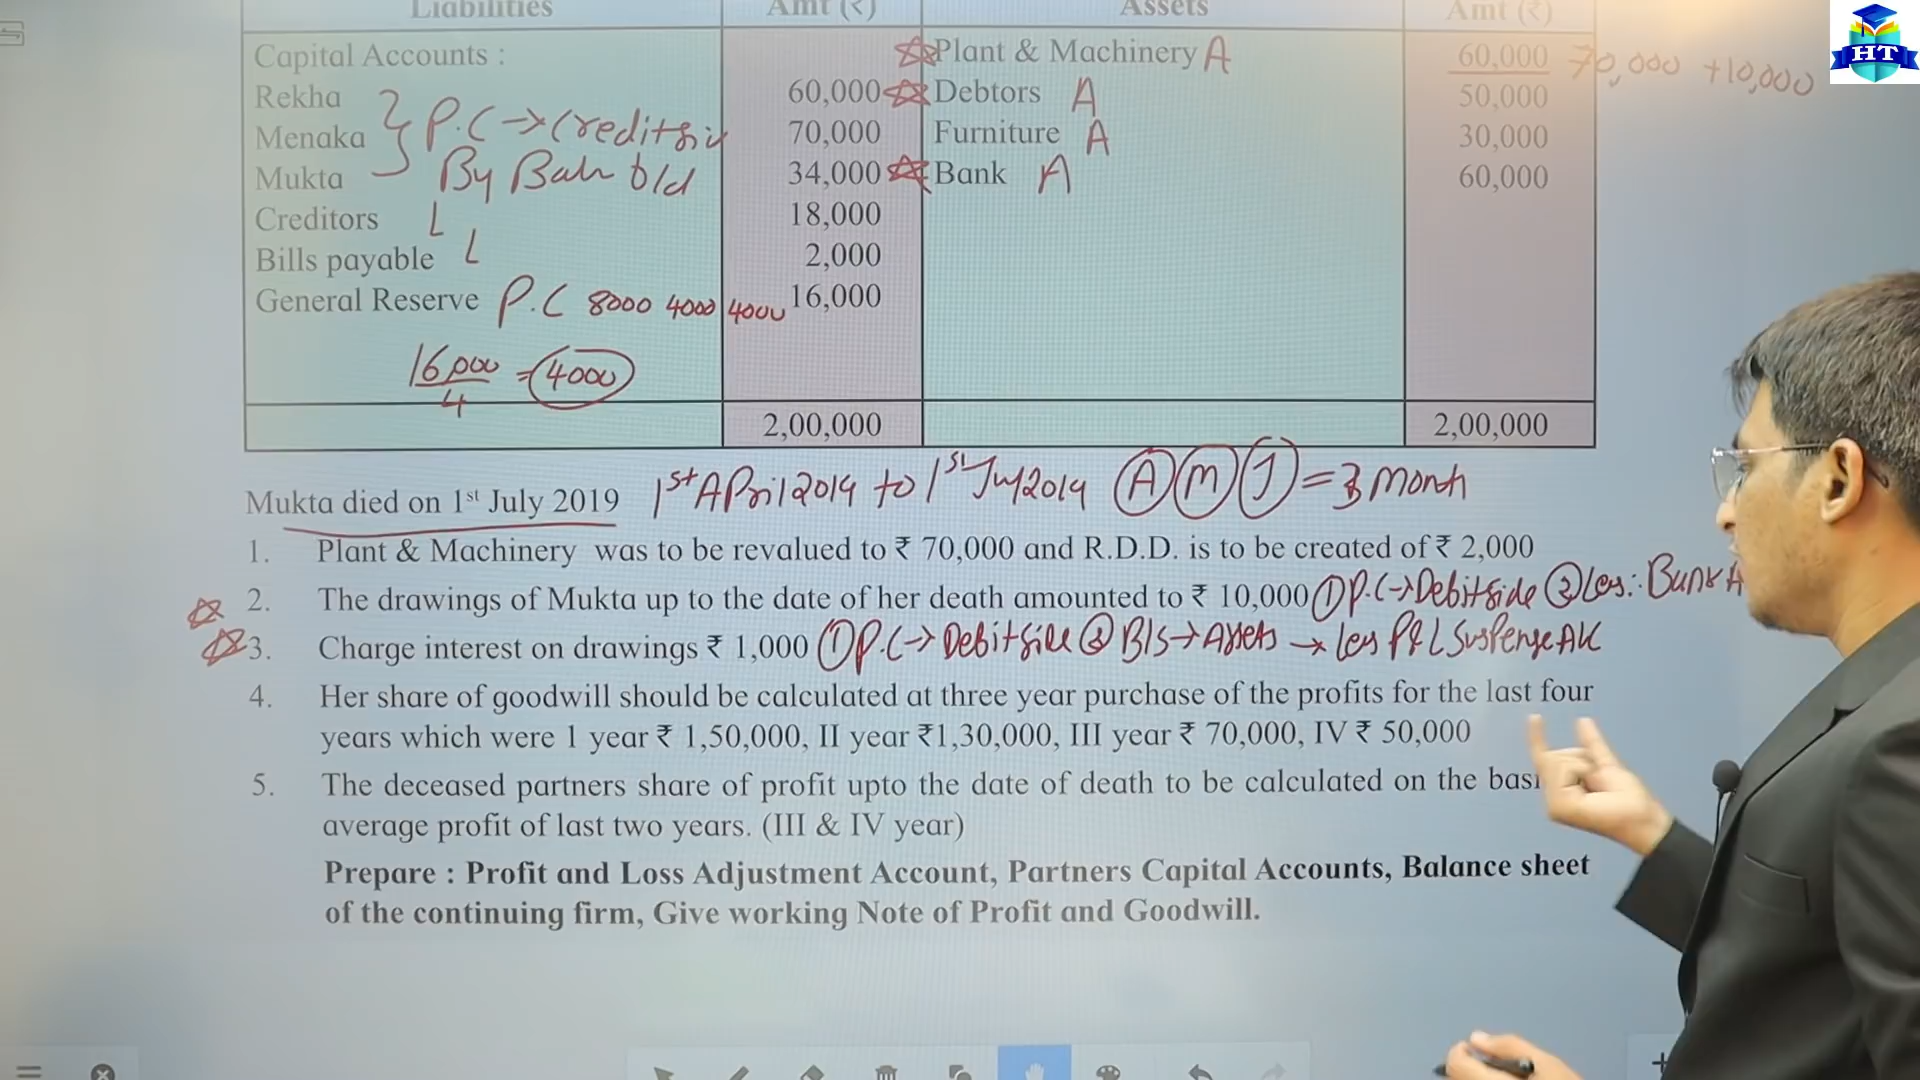 Liabilities Amt (₹) Assets Amt (₹)
Capital Accounts : Plant & Machinery A 60,000 70,000 +10,000
Rekha 60,000 Debtors A 50,000
Menaka 70,000 Furniture A 30,000
P.C → Credit
By Bal b/d
Mukta 34,000 Bank A 60,000
Creditors L 18,000
Bills payable L 2,000
General Reserve P.C 8000 4000 4000 16,000
16,000
4
= 4000
2,00,000 2,00,000
Mukta died on 1st July 2019 1st April 2019 to 1st July 2019 A M J = 3 month
1. Plant & Machinery was to be revalued to ₹ 70,000 and R.D.D. is to be created of ₹ 2,000
2. The drawings of Mukta up to the date of her death amounted to ₹ 10,000 ① P.C → Debit side ② Less: Bank A
3. Charge interest on drawings ₹ 1,000 ① P.C → Debit side ② B/S → Assets → Less P&L Suspense A/c
4. Her share of goodwill should be calculated at three year purchase of the profits for the last four
years which were 1 year ₹ 1,50,000, II year ₹1,30,000, III year ₹ 70,000, IV ₹ 50,000
5. The deceased partners share of profit upto the date of death to be calculated on the
average profit of last two years. (III & IV year)
Prepare : Profit and Loss Adjustment Account, Partners Capital Accounts, Balance sheet
of the continuing firm, Give working Note of Profit and Goodwill.
HT